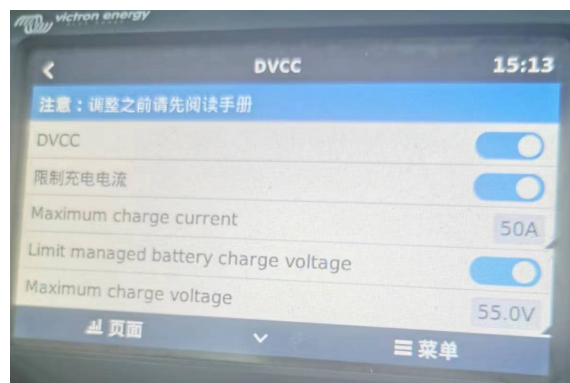 victron energy
DVCC 15:13
注意：调整之前请先阅读手册
DVCC
限制充电电流
Maximum charge current 50A
Limit managed battery charge voltage
Maximum charge voltage 55.0V
页面 菜单